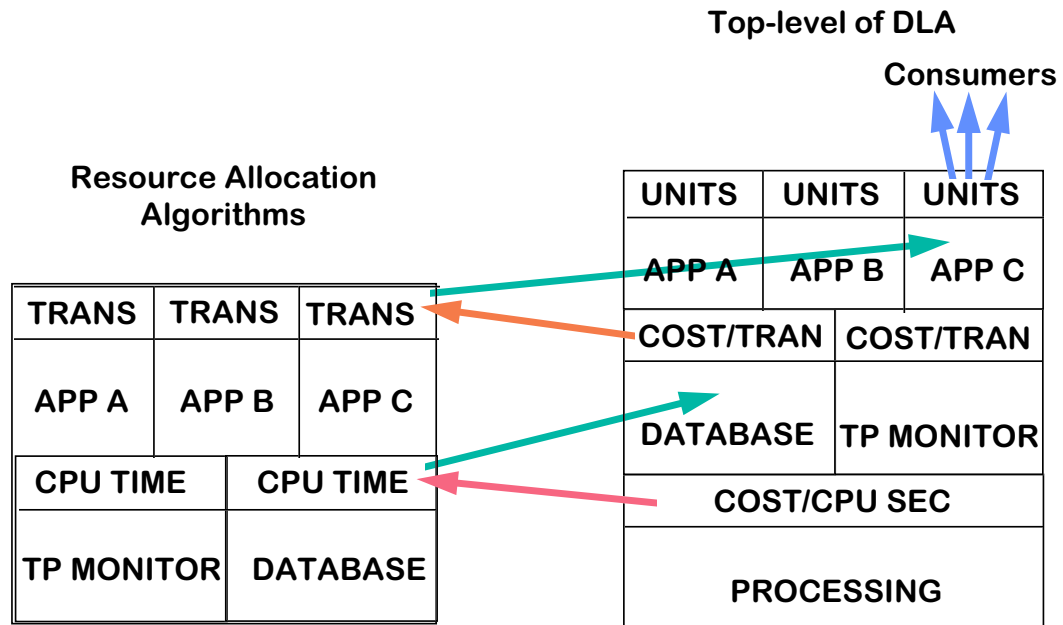 Top-level of DLA
Consumers
Resource Allocation
Algorithms
UNITS UNITS UNITS
APP A APP B APP C
COST/TRAN COST/TRAN
DATABASE TP MONITOR
COST/CPU SEC
PROCESSING
TRANS TRANS TRANS
APP A APP B APP C
CPU TIME CPU TIME
TP MONITOR DATABASE